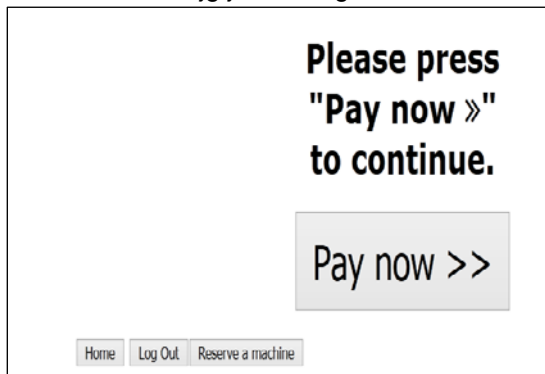 Please press
"Pay now »"
to continue.
Pay now >>
Home Log Out Reserve a machine